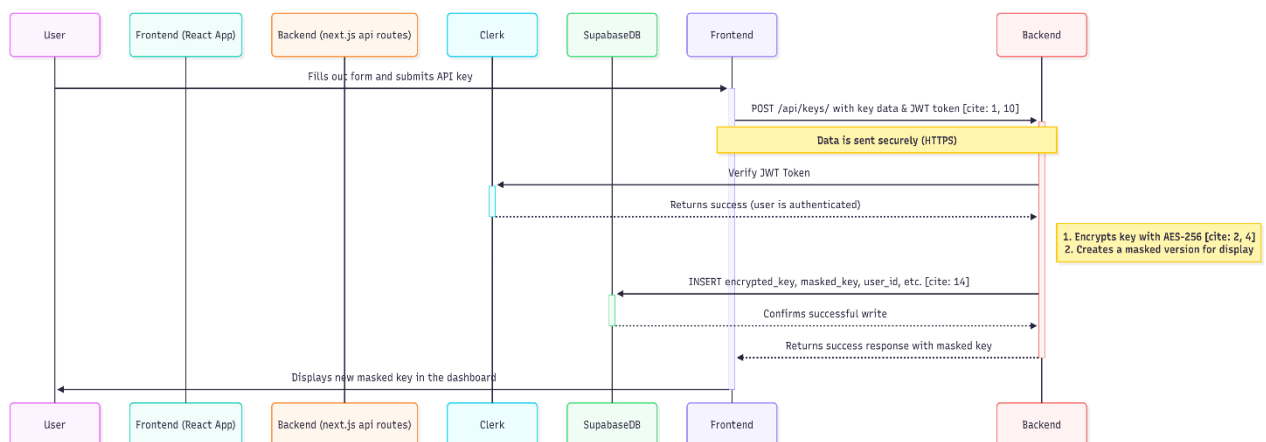 User
Frontend (React App)
Backend (next.js api routes)
Clerk
SupabaseDB
Frontend
Backend
Fills out form and submits API key
POST /api/keys/ with key data & JWT token [cite: 1, 10]
Data is sent securely (HTTPS)
Verify JWT Token
Returns success (user is authenticated)
1. Encrypts key with AES-256 [cite: 2, 4]
2. Creates a masked version for display
INSERT encrypted_key, masked_key, user_id, etc. [cite: 14]
Confirms successful write
Returns success response with masked key
Displays new masked key in the dashboard
User
Frontend (React App)
Backend (next.js api routes)
Clerk
SupabaseDB
Frontend
Backend